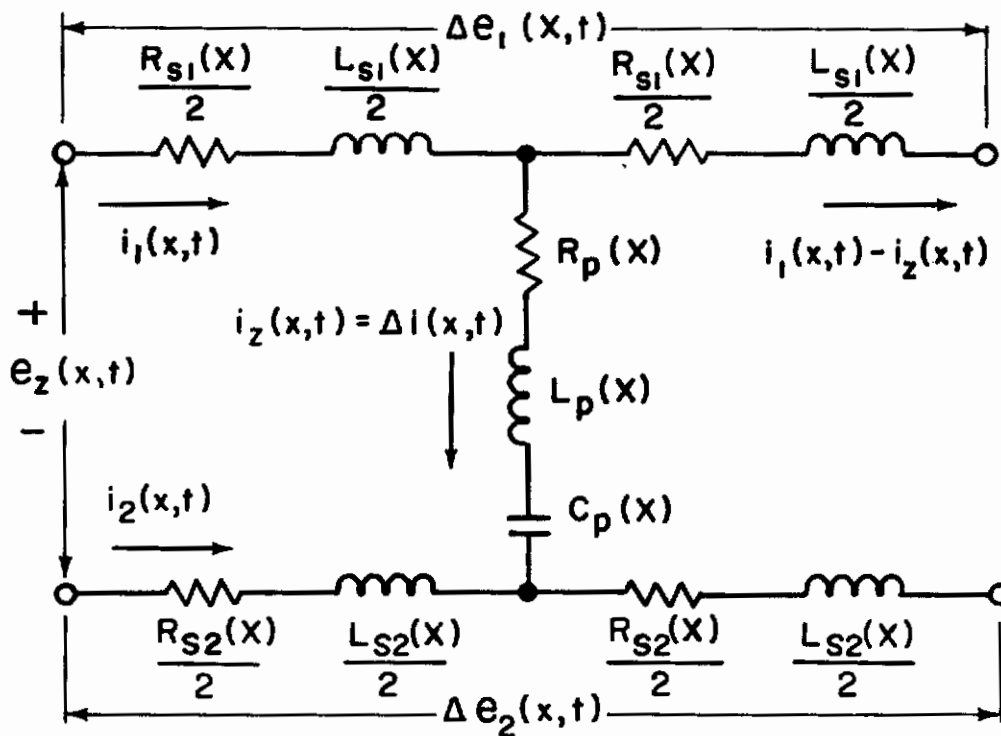 Δe₁(x,t)
R_S1(X)/2 L_S1(X)/2 R_S1(X)/2 L_S1(X)/2
i₁(x,t)
R_p(X)
i₁(x,t) – i_z(x,t)
i_z(x,t) = Δi(x,t)
+
e_z(x,t)
–
L_p(X)
i₂(x,t)
C_p(X)
R_S2(X)/2 L_S2(X)/2 R_S2(X)/2 L_S2(X)/2
Δe₂(x,t)